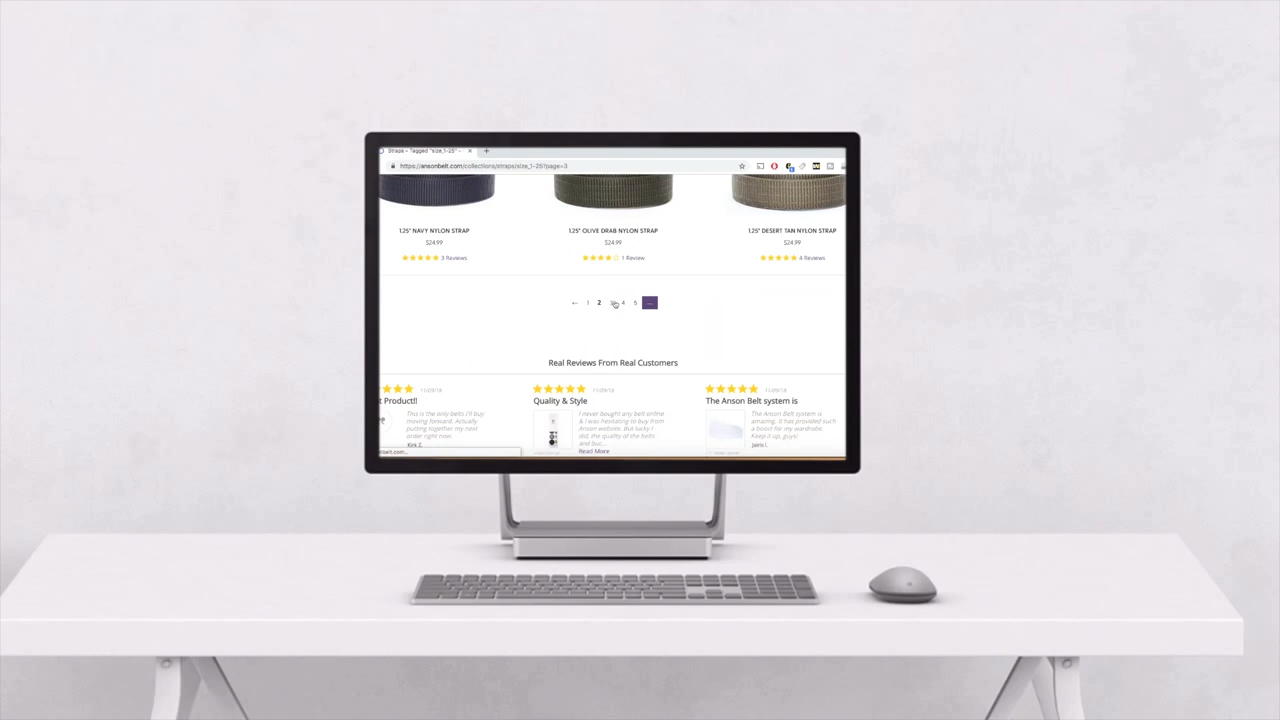 Straps – Tagged "size_1-25" –
https://ansonbelt.com/collections/straps/size_1-25?page=3
1.25" NAVY NYLON STRAP
$24.99
3 Reviews
1.25" OLIVE DRAB NYLON STRAP
$24.99
1 Review
1.25" DESERT TAN NYLON STRAP
$24.99
4 Reviews
← 1 2 4 5
Real Reviews From Real Customers
11/09/18
t Product!!
This is the only belts i'll buy
moving forward. Actually
putting together my next
order right now.
Kirk Z.
11/09/18
Quality & Style
I never bought any belt online
& I was hesitating to buy from
Anson website. But lucky I
did, the quality of the belts
and buc...
Read More
11/09/18
The Anson Belt system is
The Anson Belt system is
amazing. It has provided such
a boost for my wardrobe.
Keep it up, guys!